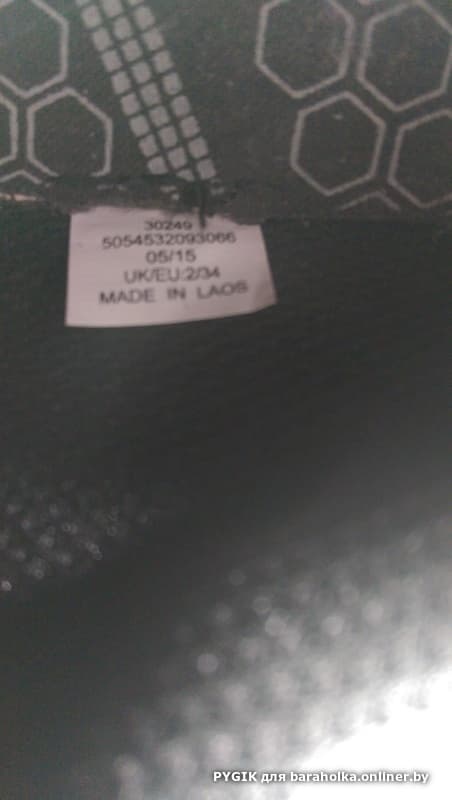 30249
5054532093066
05/15
UK/EU:2/34
MADE IN LAOS
PYGIK для baraholka.onliner.by